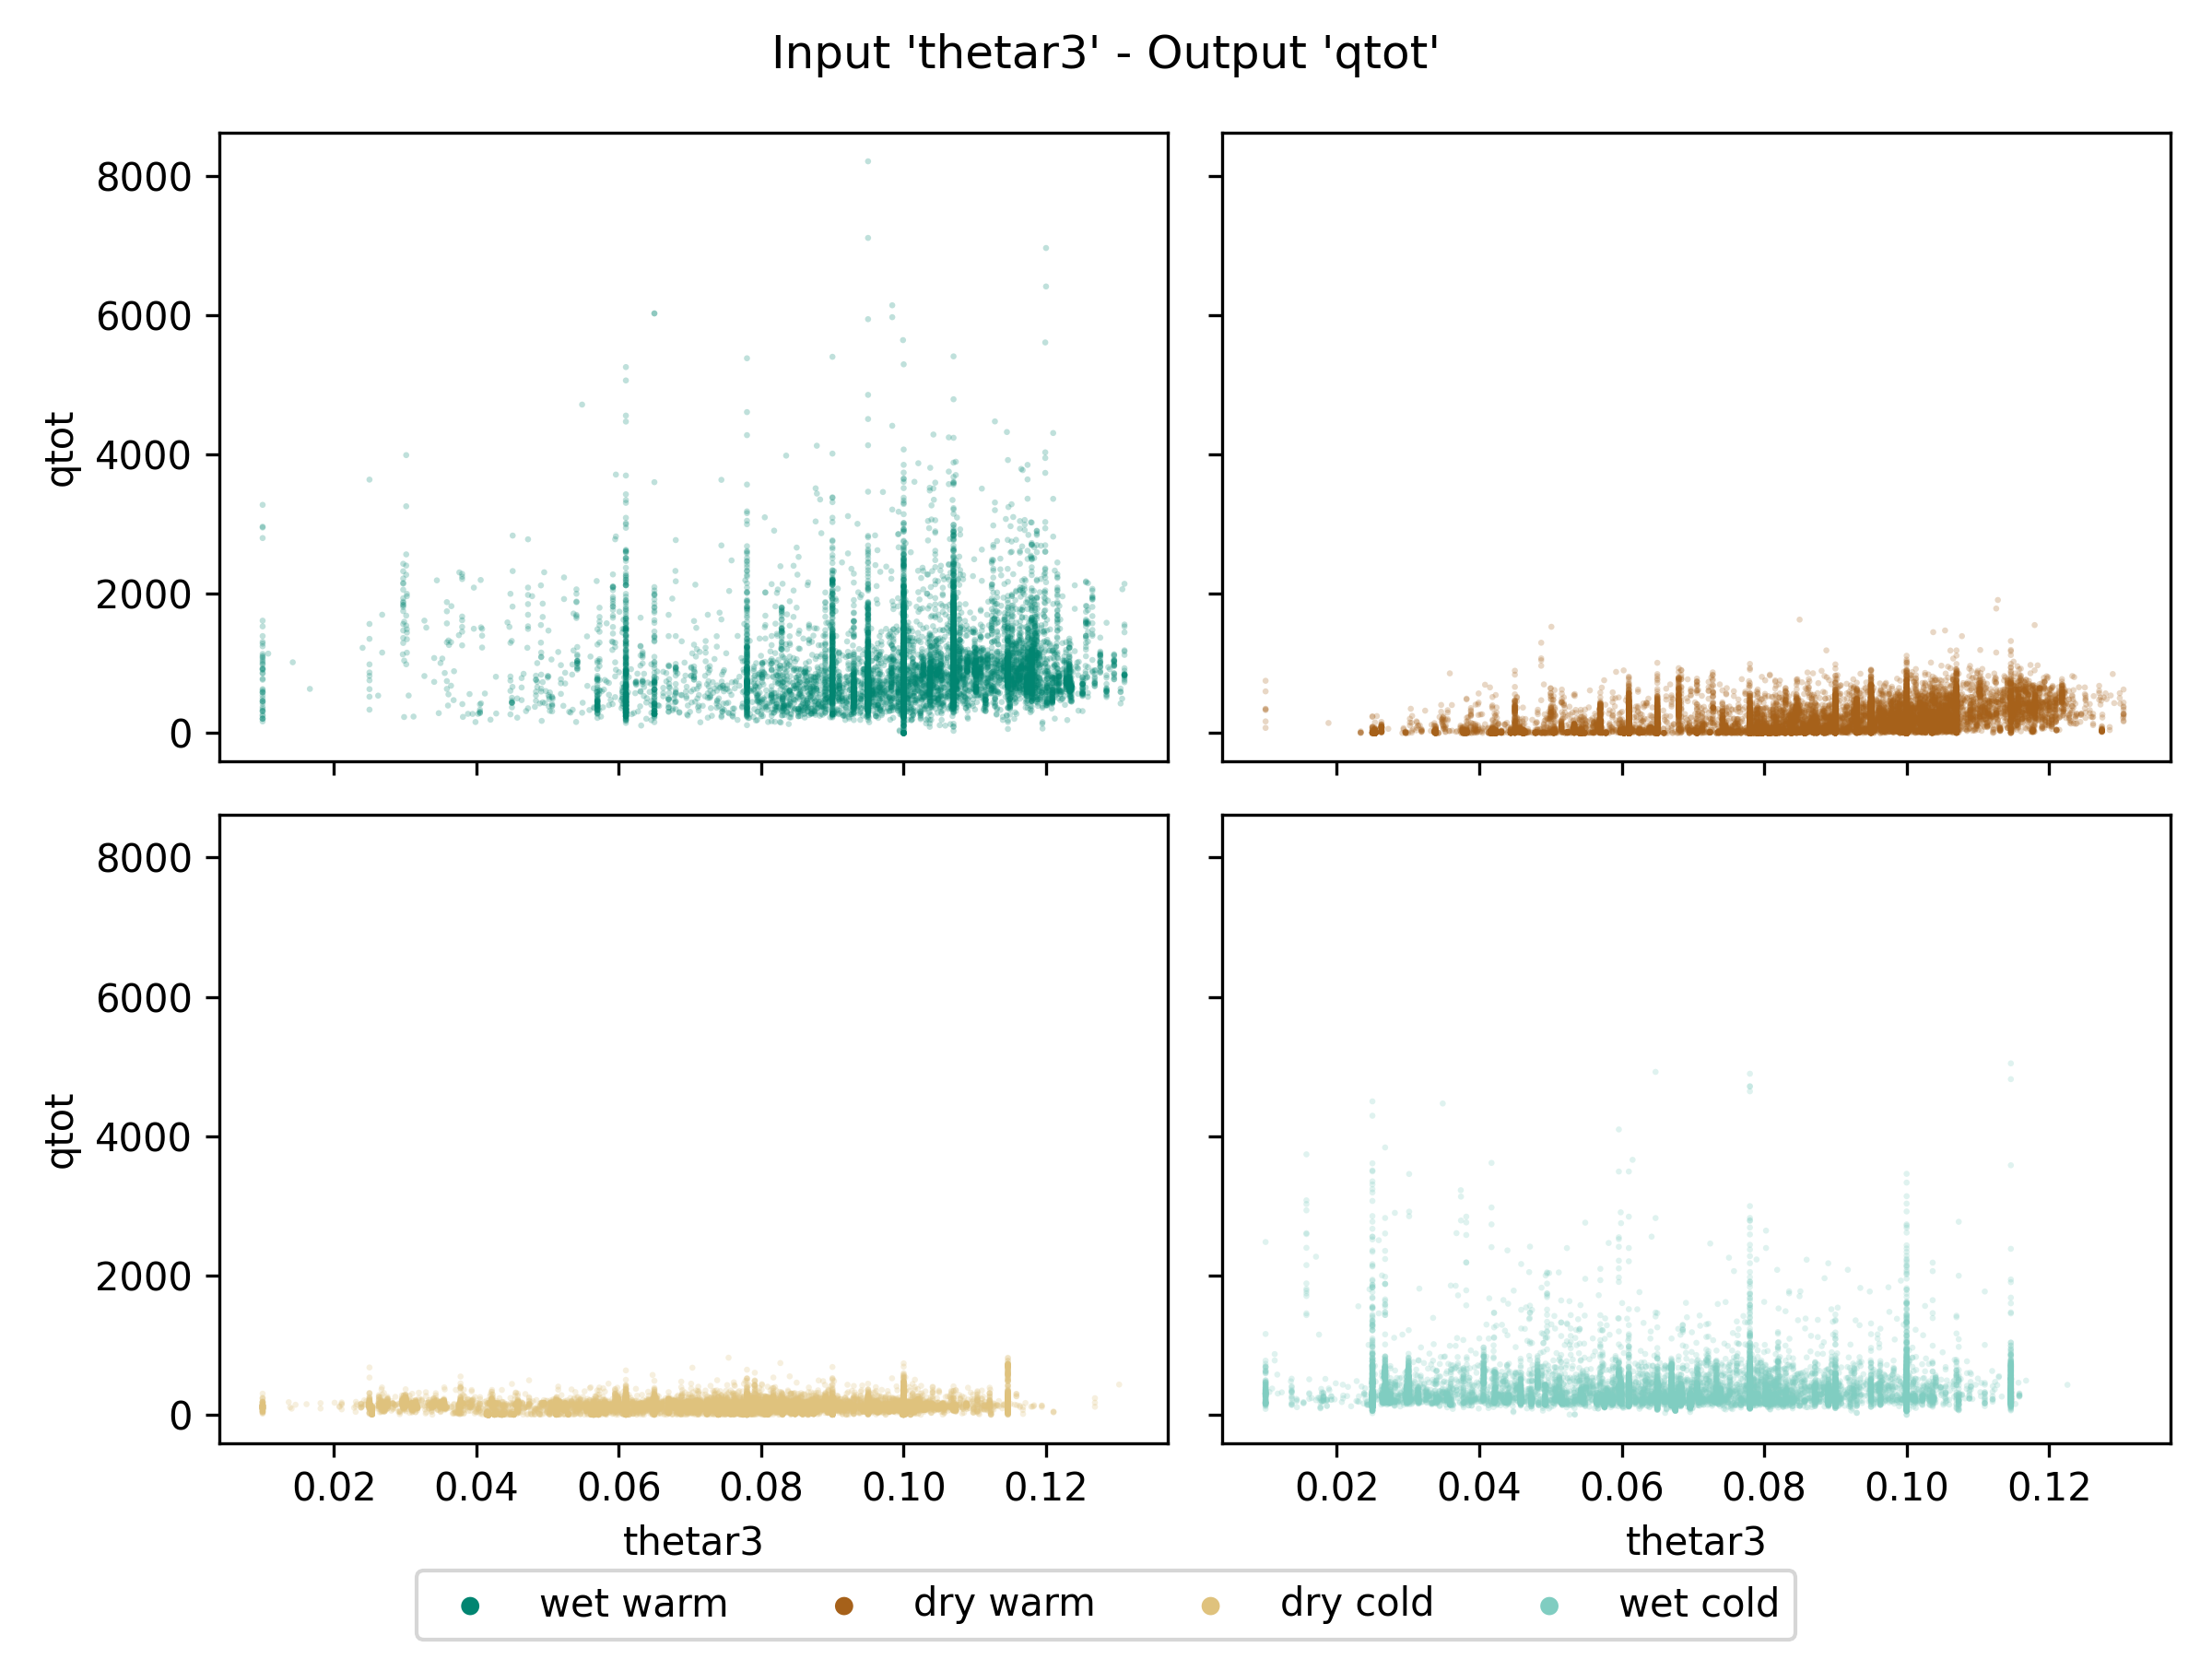 Input 'thetar3' - Output 'qtot'
8000
6000
4000
2000
0
qtot
8000
6000
4000
2000
0
qtot
0.02 0.04 0.06 0.08 0.10 0.12
thetar3
0.02 0.04 0.06 0.08 0.10 0.12
thetar3
wet warm dry warm dry cold wet cold